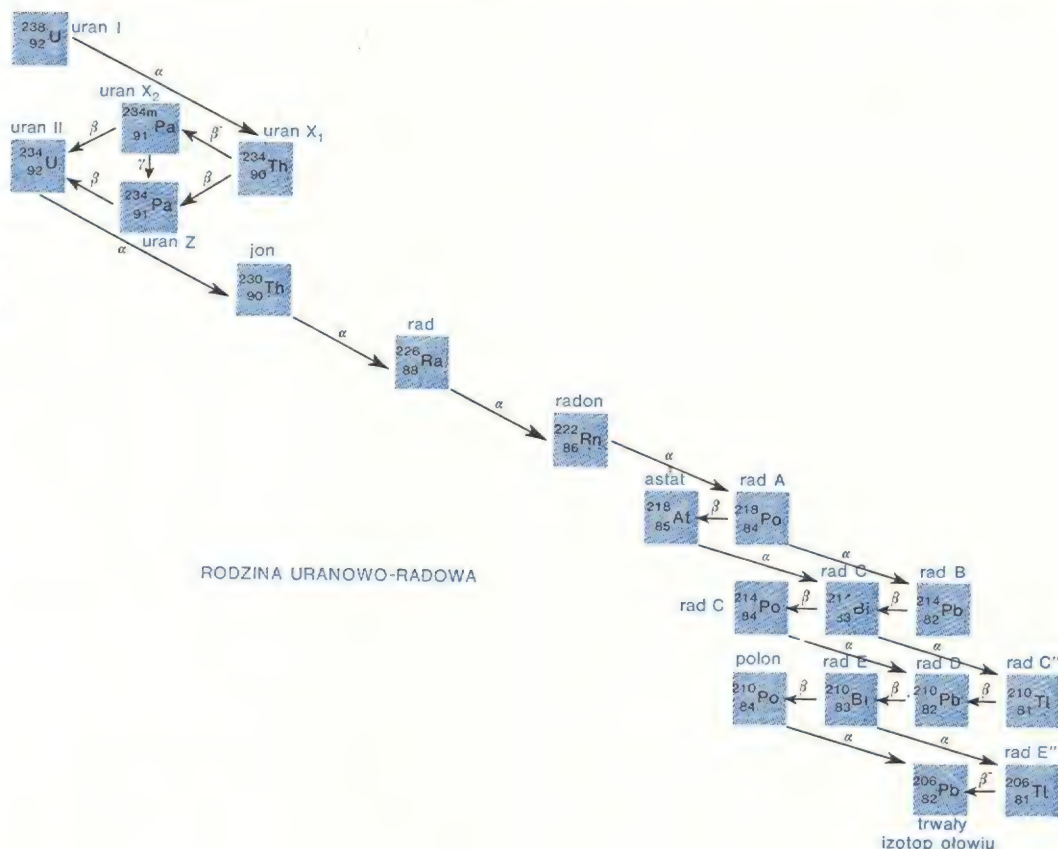 238
92 U uran I
α
uran X₂
234m
91 Pa
uran II
β
β⁻
uran X₁
234
92 U
γ
234
90 Th
β
β
234
91 Pa
uran Z
α
jon
230
90 Th
α
rad
226
88 Ra
α
radon
222
86 Rn
α
astat
rad A
218
85 At
β
218
84 Po
α
α
RODZINA URANOWO-RADOWA
rad C
rad B
rad C
214
84 Po
β
214
83 Bi
β
214
82 Pb
α
α
polon
rad E
rad D
rad C"
210
84 Po
β
210
83 Bi
β
210
82 Pb
β
210
81 Tl
α
α
rad E"
206
82 Pb
β⁻
206
81 Tl
trwały
izotop ołowiu